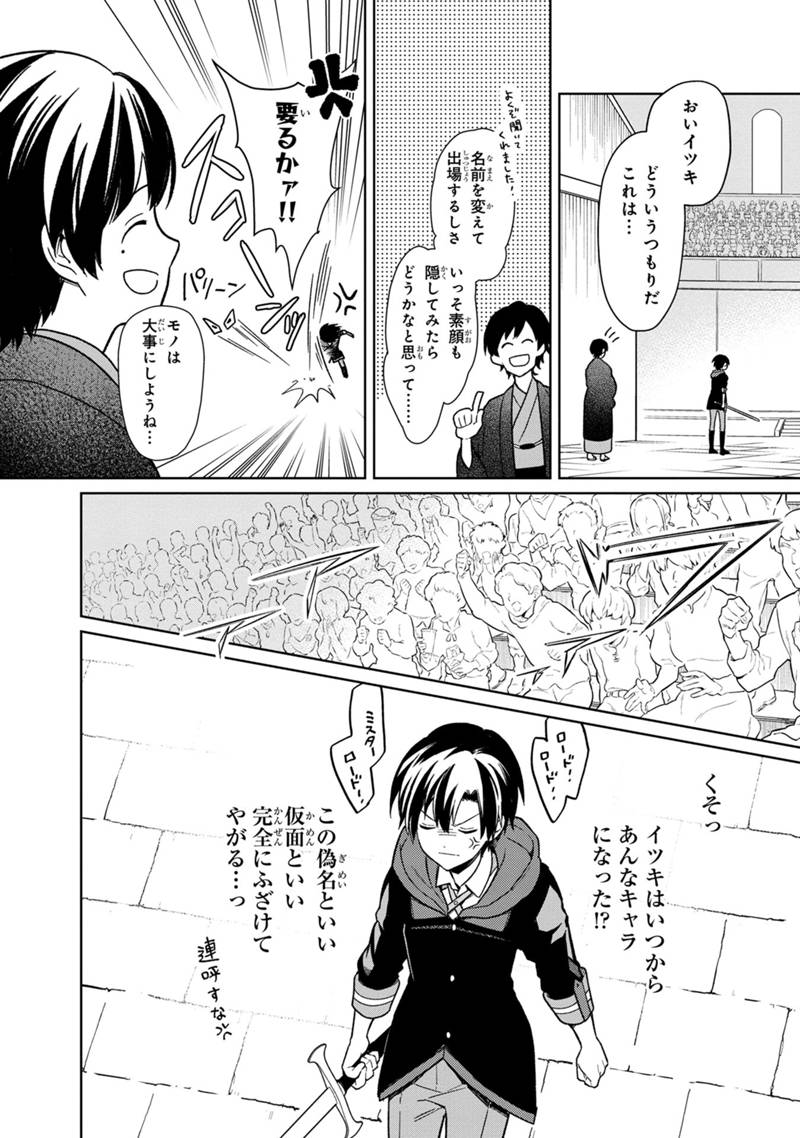 おいイツキ
どういうつもりだ
これは…
よくぞ聞いて
くれました!
名前を変えて
出場するしさ
いっそ素顔も
隠してみたら
どうかなと思って……
要るかァ!!
パリーン
モノは
大事にしようね…
ロード!
ロード!
ミスター
ロード!
くそっ
イツキはいつから
あんなキャラ
になった!?
この偽名といい
仮面といい
完全にふざけて
やがる…っ
連呼すな